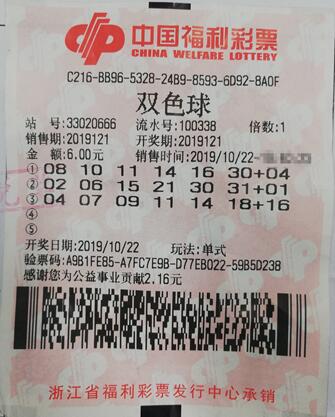 中国福利彩票
CHINA WELFARE LOTTERY
C216-BB96-5328-24B9-8593-6D92-8A0F
双色球
站 号:33020666 流水号:100338 倍数:1
销售期:2019121 开奖期:2019121
金 额:6.00元 销售时间:2019/10/22-
① 08 10 11 14 16 30+04
② 02 06 15 21 30 31+01
③ 04 07 09 11 14 18+16
④
⑤
开奖日期:2019/10/22 玩法:单式
验票码:A9B1FE85-A7FC7E9B-D77EB022-59B5D238
感谢您为公益事业贡献2.16元
浙江省福利彩票发行中心承销